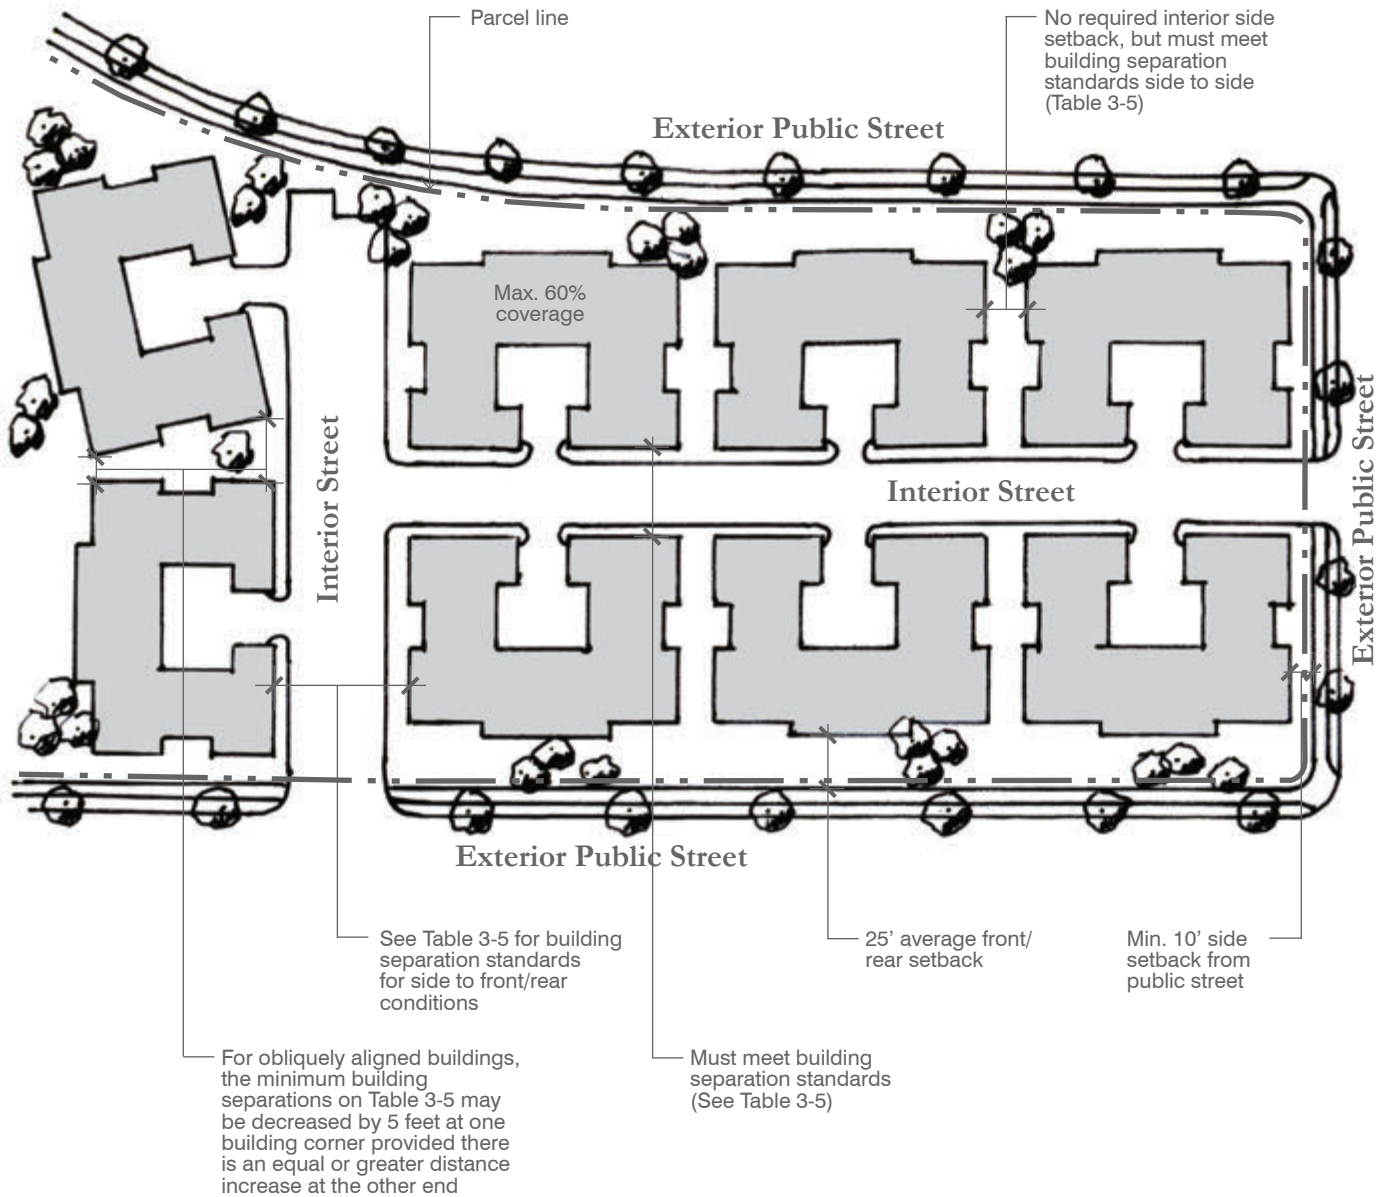 Parcel line
No required interior side
setback, but must meet
building separation
standards side to side
(Table 3-5)
Exterior Public Street
Max. 60%
coverage
Interior Street
Interior Street
Exterior Public Street
Exterior Public Street
See Table 3-5 for building
separation standards
for side to front/rear
conditions
25’ average front/
rear setback
Min. 10’ side
setback from
public street
For obliquely aligned buildings,
the minimum building
separations on Table 3-5 may
be decreased by 5 feet at one
building corner provided there
is an equal or greater distance
increase at the other end
Must meet building
separation standards
(See Table 3-5)